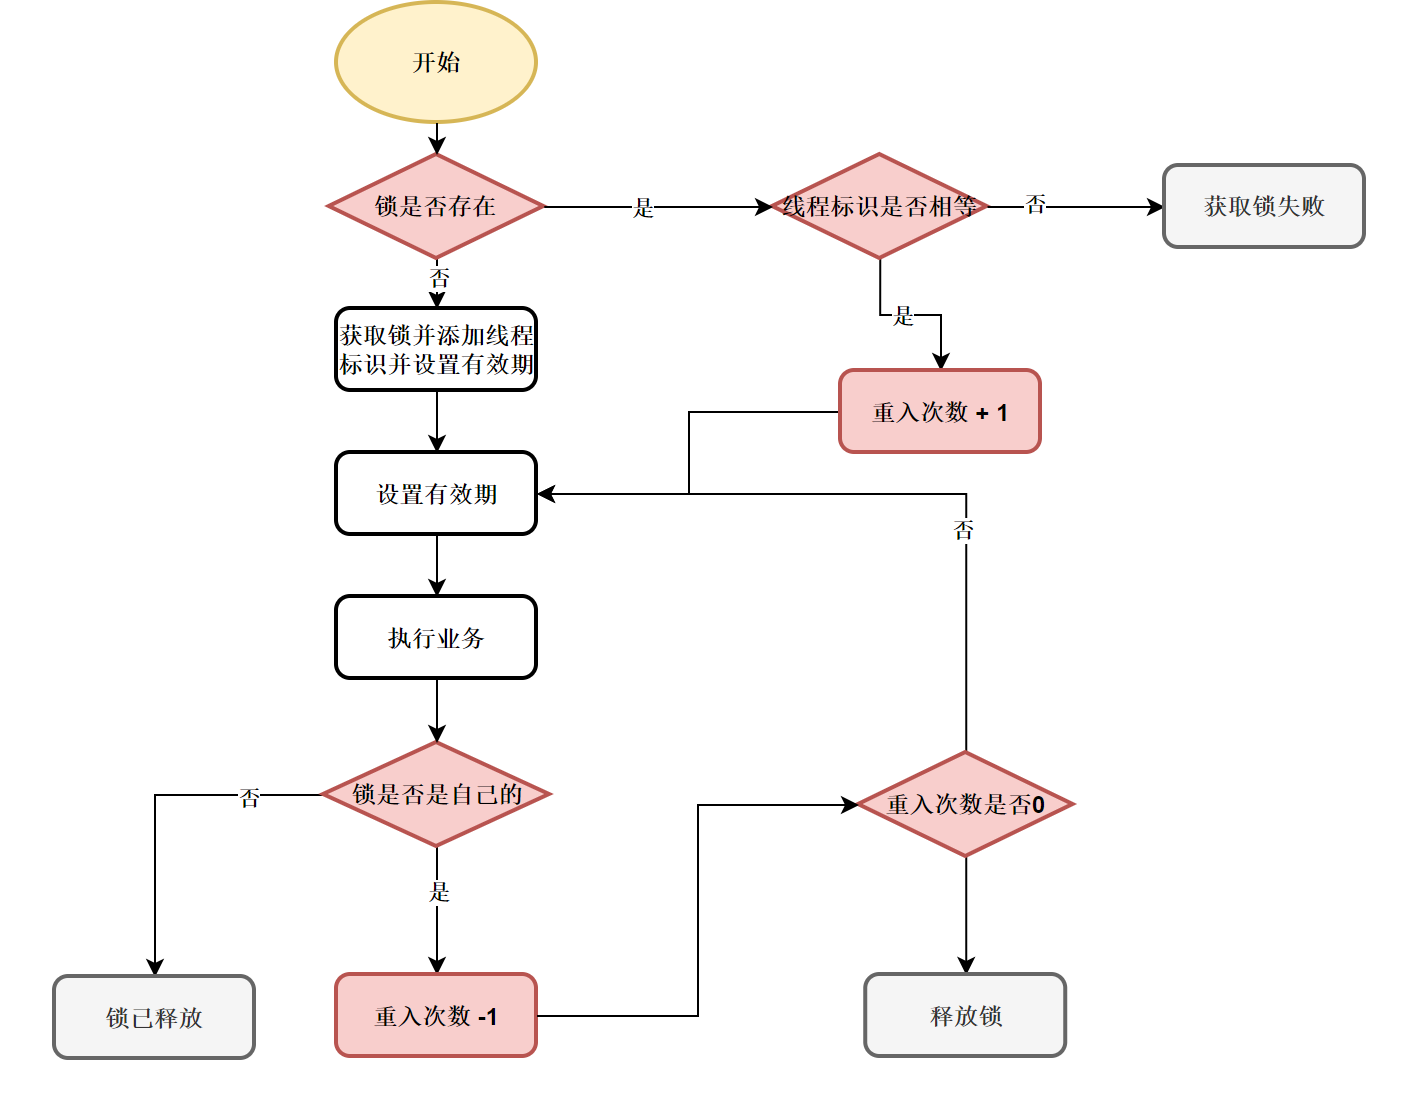 开始
锁是否存在
是
线程标识是否相等
否
获取锁失败
否
是
获取锁并添加线程
标识并设置有效期
重入次数 + 1
设置有效期
否
执行业务
锁是否是自己的
否
重入次数是否0
是
锁已释放
重入次数 -1
释放锁